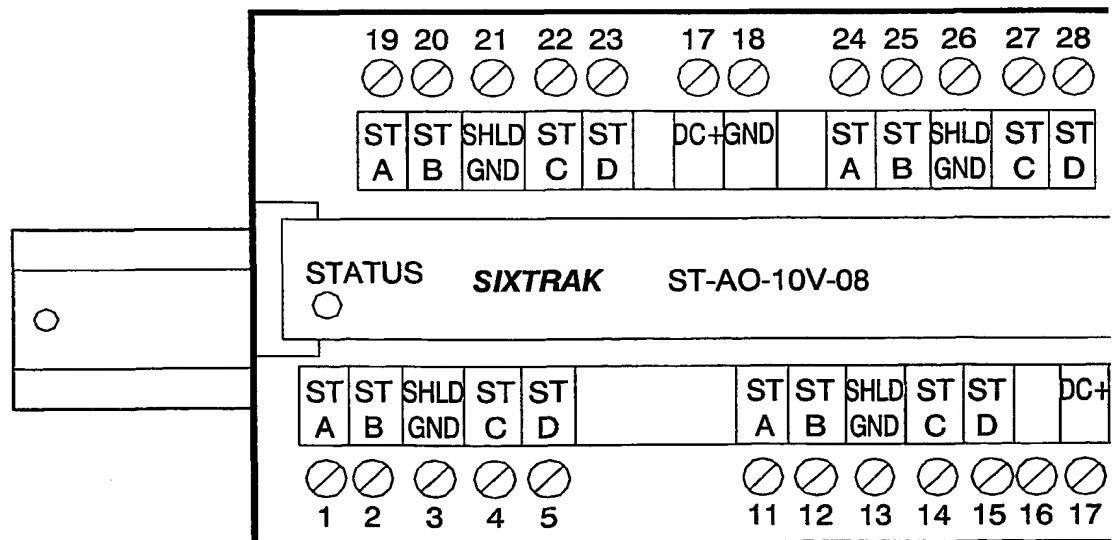 19 20 21 22 23 17 18 24 25 26 27 28
ST ST SHLD ST ST DC+ GND ST ST SHLD ST ST
A B GND C D A B GND C D
STATUS SIXTRAK ST-AO-10V-08
ST ST SHLD ST ST ST ST SHLD ST ST DC+
A B GND C D A B GND C D
1 2 3 4 5 11 12 13 14 15 16 17